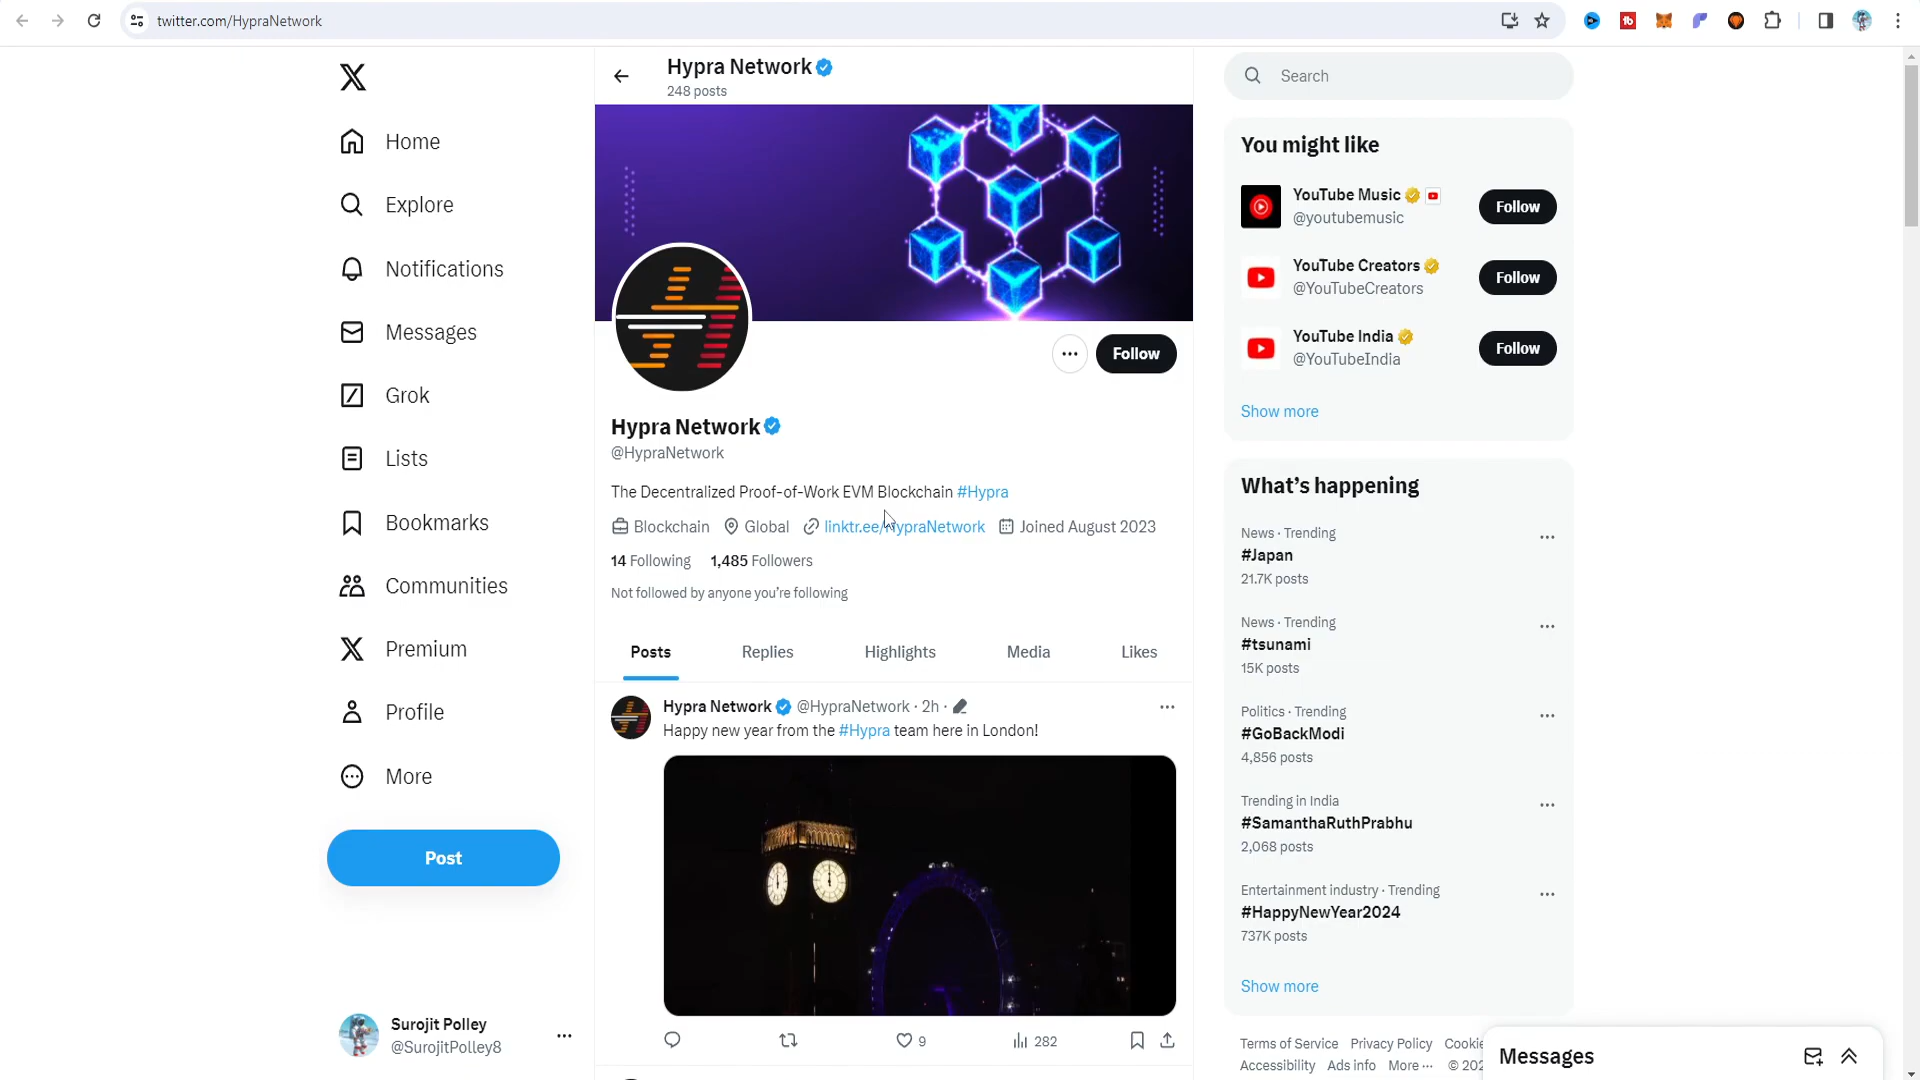 twitter.com/HypraNetwork
Home
Explore
Notifications
Messages
Grok
Lists
Bookmarks
Communities
Premium
Profile
More
Post
Surojit Polley
@SurojitPolley8
Hypra Network
248 posts
Follow
Hypra Network
@HypraNetwork
The Decentralized Proof-of-Work EVM Blockchain #Hypra
Blockchain Global linktr.ee/HypraNetwork Joined August 2023
14 Following 1,485 Followers
Not followed by anyone you're following
Posts Replies Highlights Media Likes
Hypra Network @HypraNetwork · 2h ·
Happy new year from the #Hypra team here in London!
9 282
Search
You might like
YouTube Music
@youtubemusic
Follow
YouTube Creators
@YouTubeCreators
Follow
YouTube India
@YouTubeIndia
Follow
Show more
What's happening
News · Trending
#Japan
21.7K posts
News · Trending
#tsunami
15K posts
Politics · Trending
#GoBackModi
4,856 posts
Trending in India
#SamanthaRuthPrabhu
2,068 posts
Entertainment industry · Trending
#HappyNewYear2024
737K posts
Show more
Terms of Service Privacy Policy Cookie
Accessibility Ads info More ··· © 202
Messages